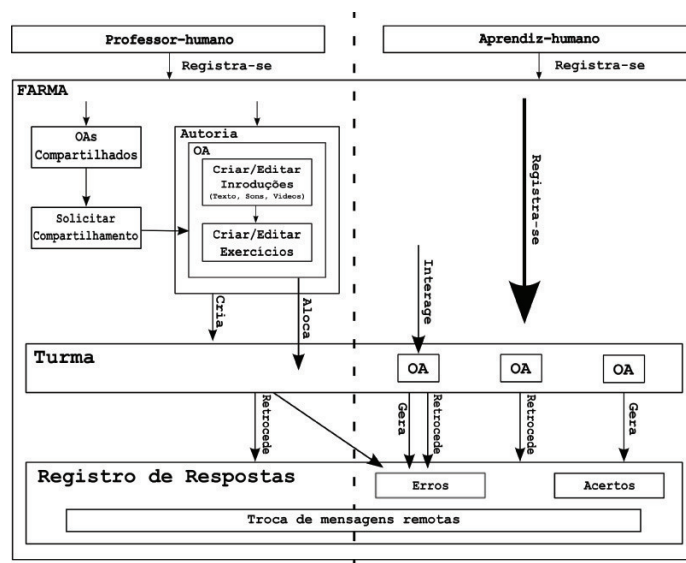 Professor-humano
Aprendiz-humano
Registra-se
Registra-se
FARMA
OAs
Compartilhados
Solicitar
Compartilhamento
Autoria
OA
Criar/Editar
Inroduções
(Texto, Sons, Videos)
Criar/Editar
Exercícios
Registra-se
Interage
Cria
Aloca
Turma
OA
OA
OA
Retrocede
Gera
Retrocede
Retrocede
Gera
Registro de Respostas
Erros
Acertos
Troca de mensagens remotas